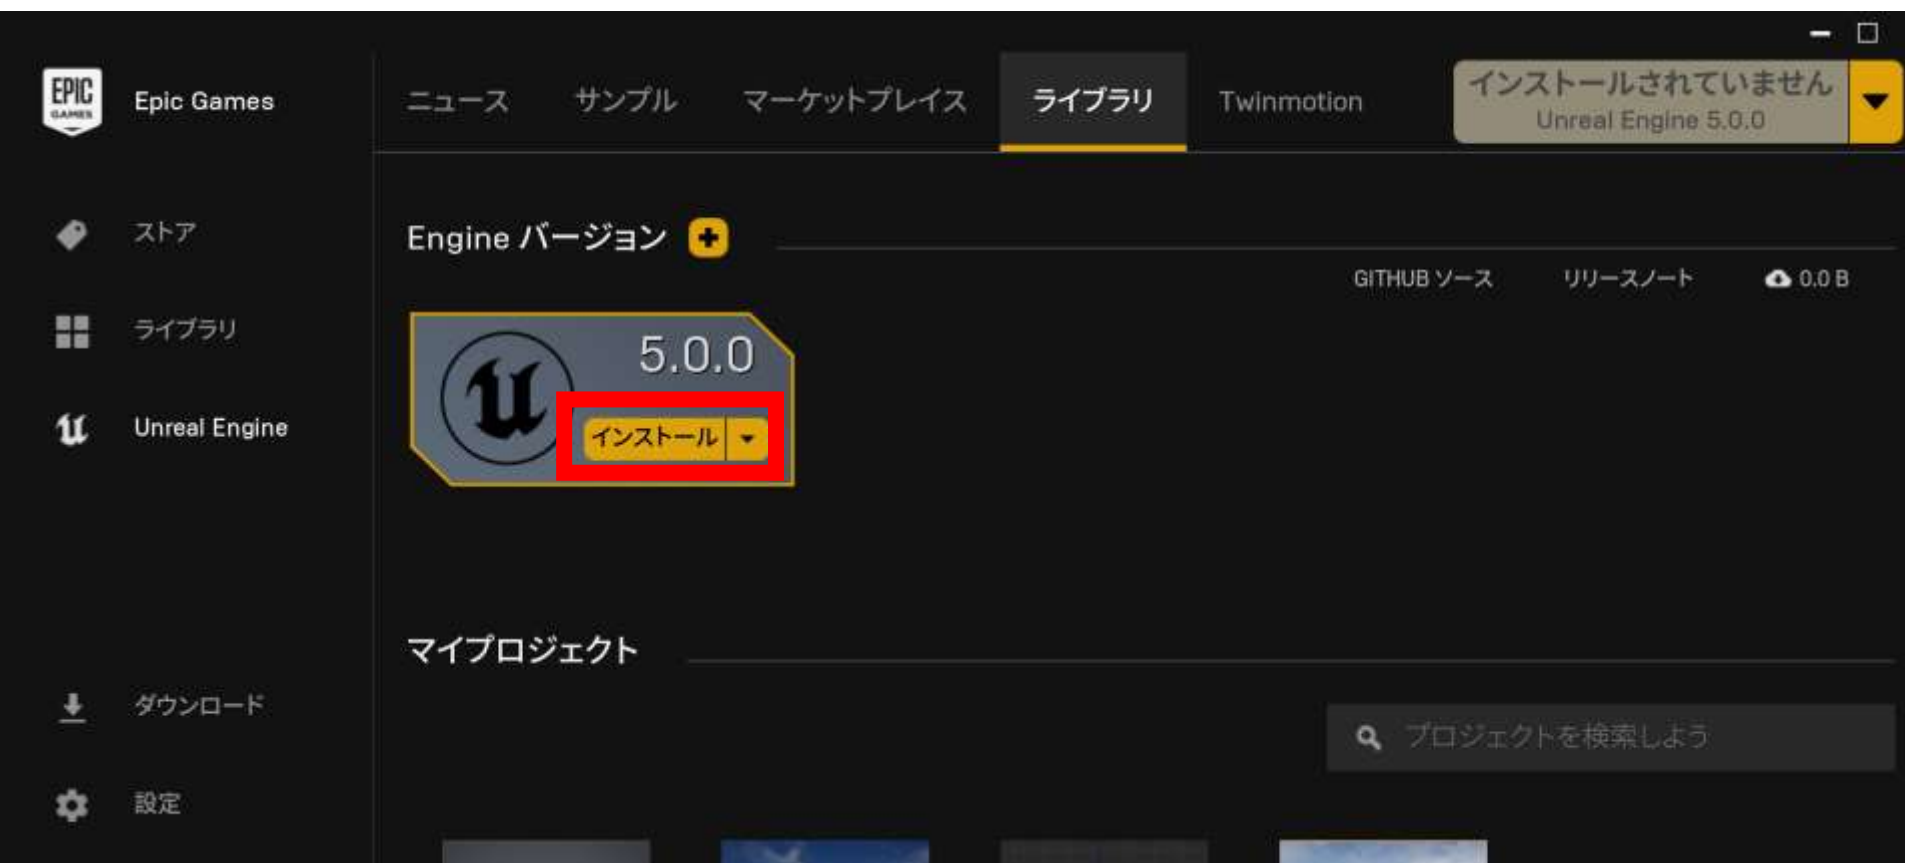 EPIC
GAMES
Epic Games
ニュース
サンプル
マーケットプレイス
ライブラリ
Twinmotion
インストールされていません
Unreal Engine 5.0.0
ストア
ライブラリ
Unreal Engine
ダウンロード
設定
Engine バージョン
GITHUB ソース
リリースノート
0.0 B
5.0.0
インストール
マイプロジェクト
プロジェクトを検索しよう